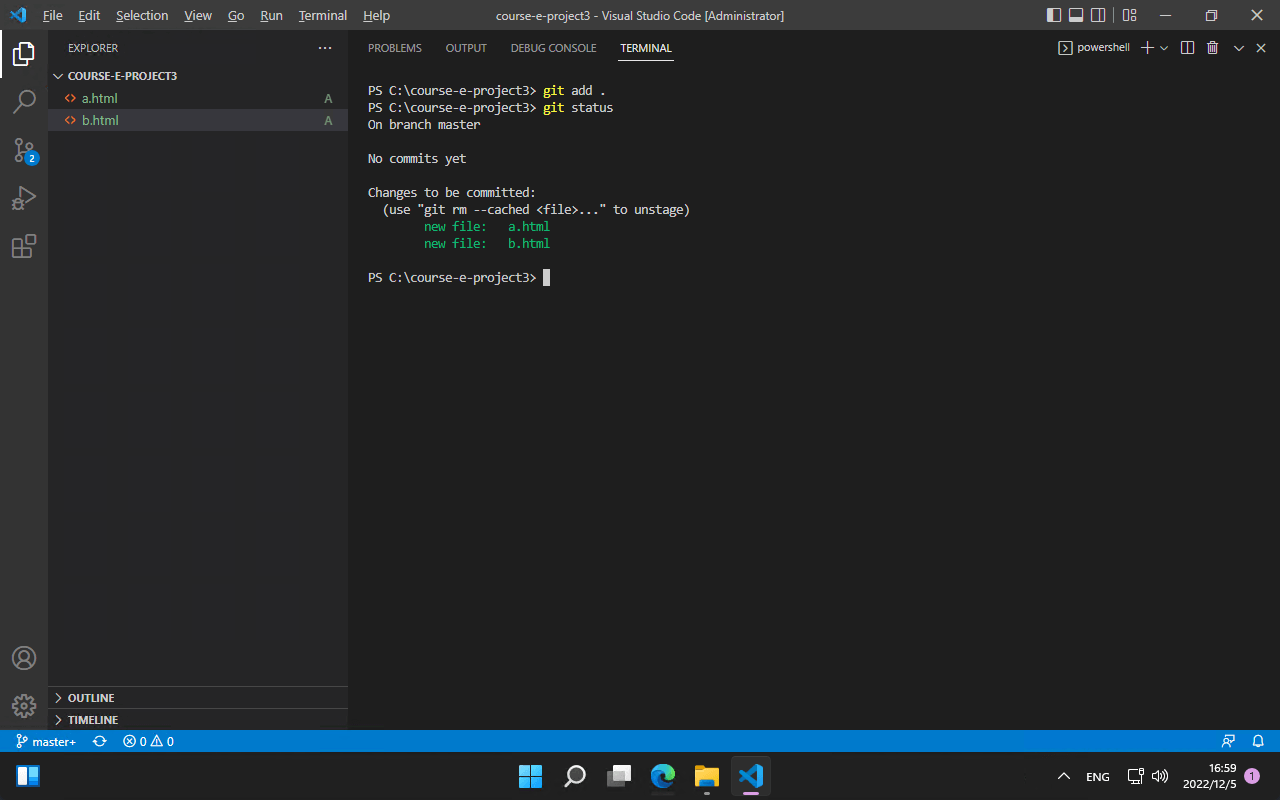 File Edit Selection View Go Run Terminal Help
course-e-project3 - Visual Studio Code [Administrator]
EXPLORER
COURSE-E-PROJECT3
a.html A
b.html A
2
OUTLINE
TIMELINE
PROBLEMS OUTPUT DEBUG CONSOLE TERMINAL
powershell
PS C:\course-e-project3> git add .
PS C:\course-e-project3> git status
On branch master
No commits yet
Changes to be committed:
(use "git rm --cached <file>..." to unstage)
new file: a.html
new file: b.html
PS C:\course-e-project3>
master+ 0 0
ENG
16:59
2022/12/5
1